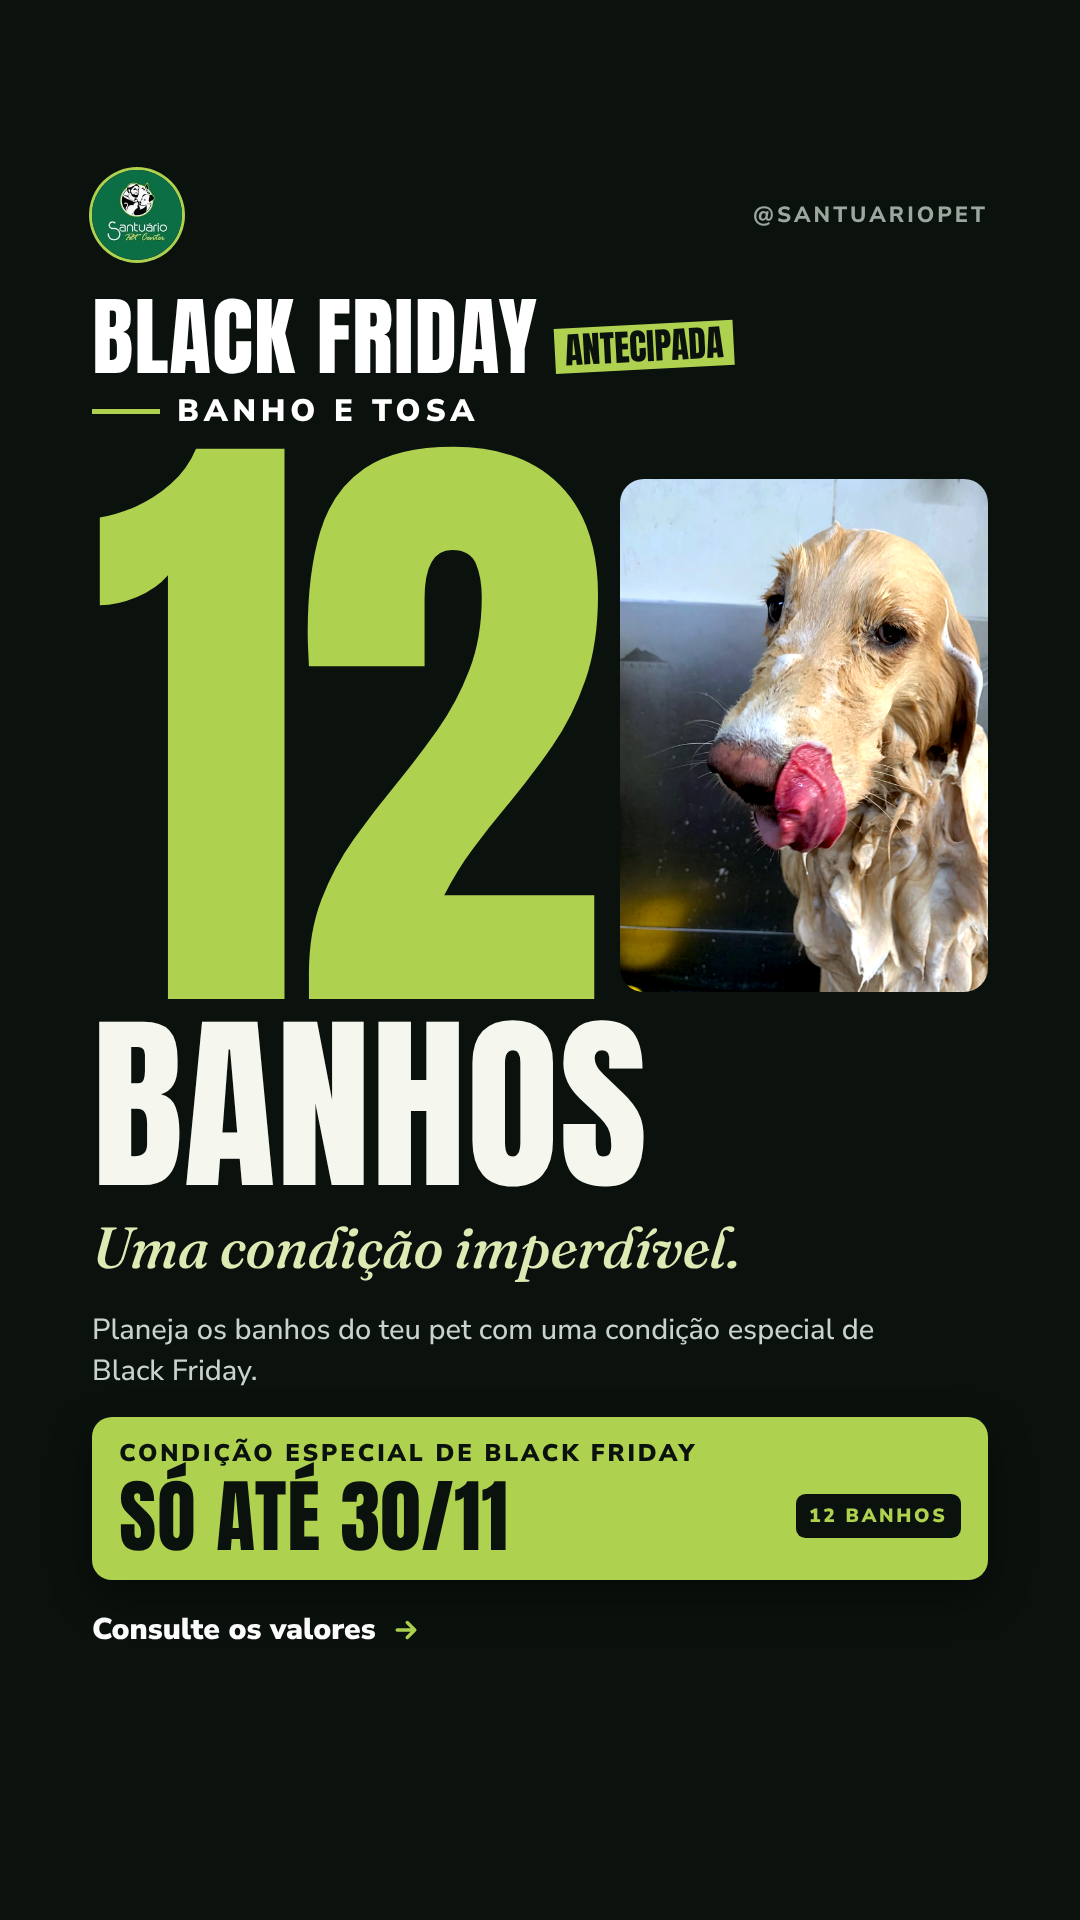 Santuário
Pet Center
@SANTUARIOPET
BLACK FRIDAY
ANTECIPADA
BANHO E TOSA
12
BANHOS
Uma condição imperdível.
Planeja os banhos do teu pet com uma condição especial de
Black Friday.
CONDIÇÃO ESPECIAL DE BLACK FRIDAY
SÓ ATÉ 30/11
12 BANHOS
Consulte os valores →